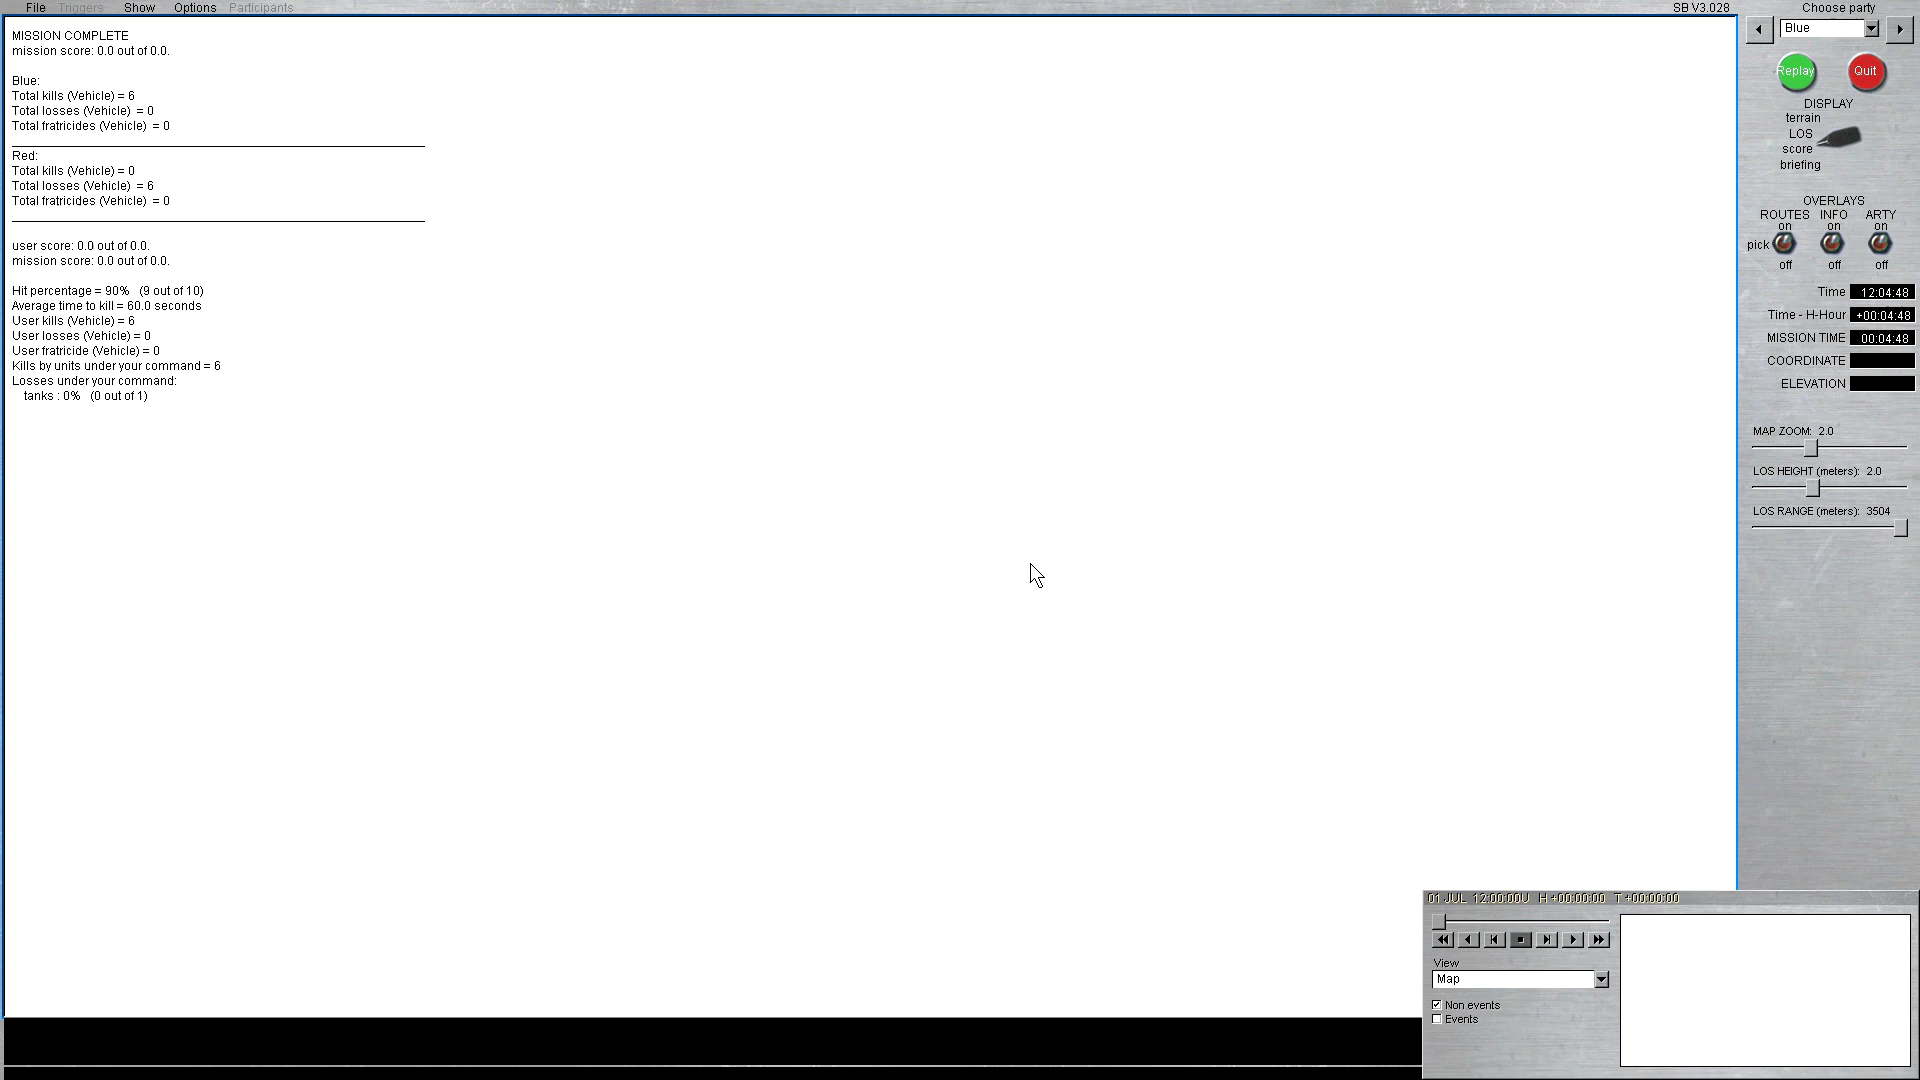 File Triggers Show Options Participants SB V3.028
MISSION COMPLETE
mission score: 0.0 out of 0.0.
Blue:
Total kills (Vehicle) = 6
Total losses (Vehicle) = 0
Total fratricides (Vehicle) = 0
Red:
Total kills (Vehicle) = 0
Total losses (Vehicle) = 6
Total fratricides (Vehicle) = 0
user score: 0.0 out of 0.0.
mission score: 0.0 out of 0.0.
Hit percentage = 90% (9 out of 10)
Average time to kill = 60.0 seconds
User kills (Vehicle) = 6
User losses (Vehicle) = 0
User fratricide (Vehicle) = 0
Kills by units under your command = 6
Losses under your command:
tanks : 0% (0 out of 1)
Choose party
Blue
Replay Quit
DISPLAY
terrain
LOS
score
briefing
OVERLAYS
ROUTES INFO ARTY
on on on
pick
off off off
Time 12:04:48
Time - H-Hour +00:04:48
MISSION TIME 00:04:48
COORDINATE
ELEVATION
MAP ZOOM: 2.0
LOS HEIGHT (meters): 2.0
LOS RANGE (meters): 3504
01 JUL 12:00:00U H +00:00:00 T +00:00:00
View
Map
Non events
Events